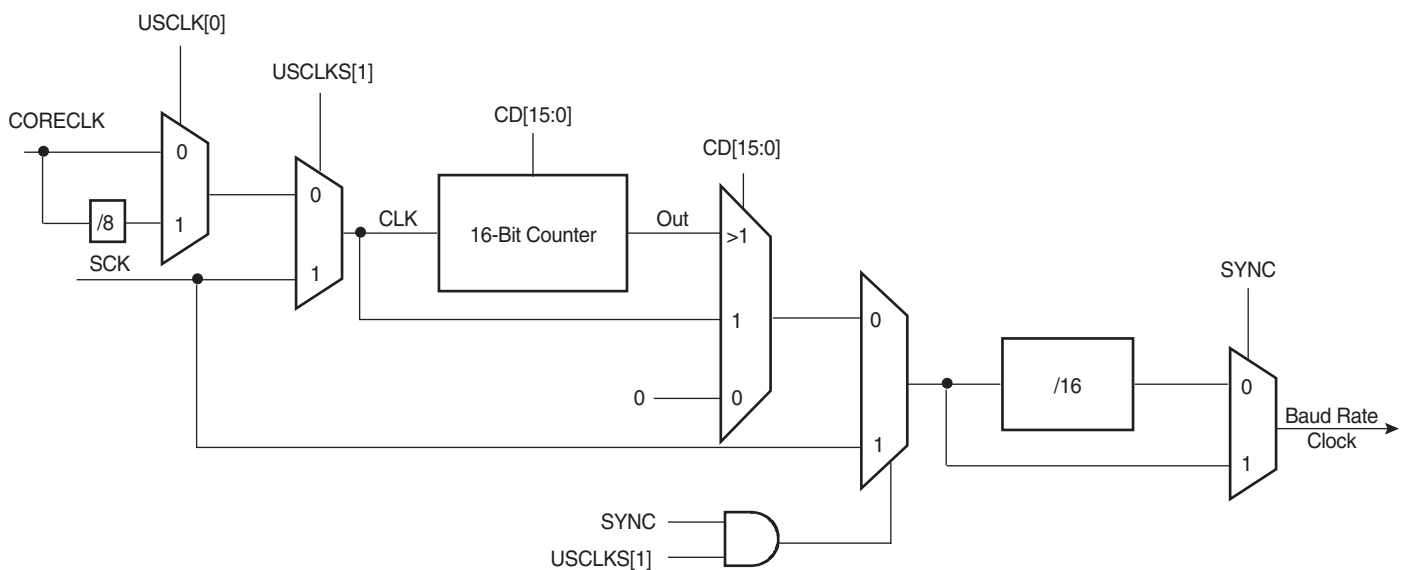 USCLK[0]
USCLKS[1]
CD[15:0]
CD[15:0]
CORECLK
0
/8
1
0
SCK
1
CLK
16-Bit Counter
Out
>1
1
0
0
0
1
SYNC
/16
0
1
Baud Rate
Clock
SYNC
USCLKS[1]